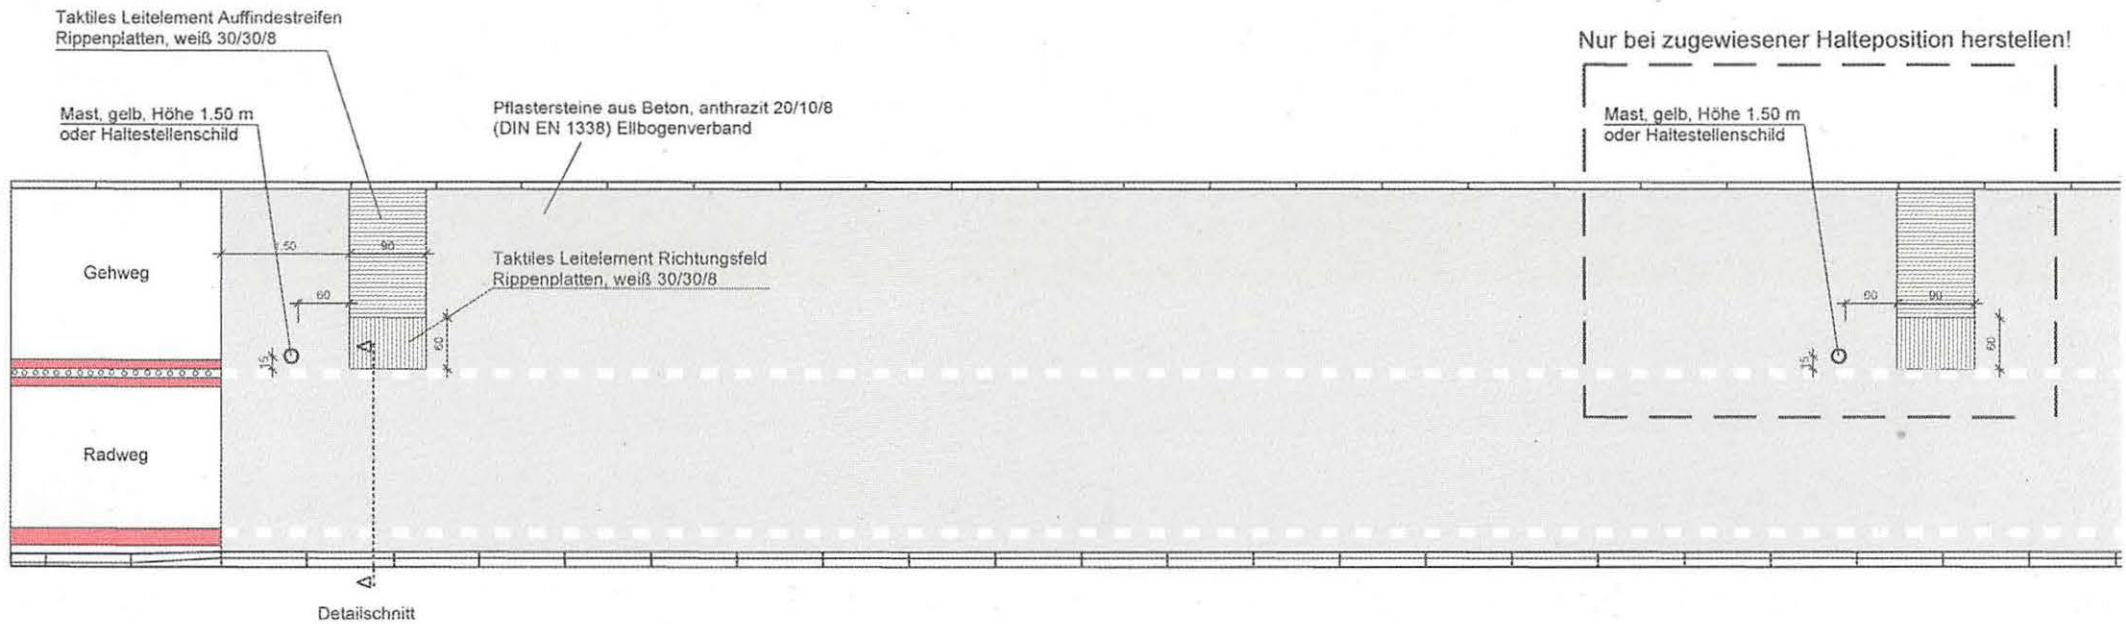 Taktiles Leitelement Auffindestreifen
Rippenplatten, weiß 30/30/8
Nur bei zugewiesener Halteposition herstellen!
Mast, gelb, Höhe 1.50 m
oder Haltestellenschild
Pflastersteine aus Beton, anthrazit 20/10/8
(DIN EN 1338) Ellbogenverband
Mast, gelb, Höhe 1.50 m
oder Haltestellenschild
1.50
90
Taktiles Leitelement Richtungsfeld
Rippenplatten, weiß 30/30/8
Gehweg
60
60
90
60
60
15
15
Radweg
Detailschnitt